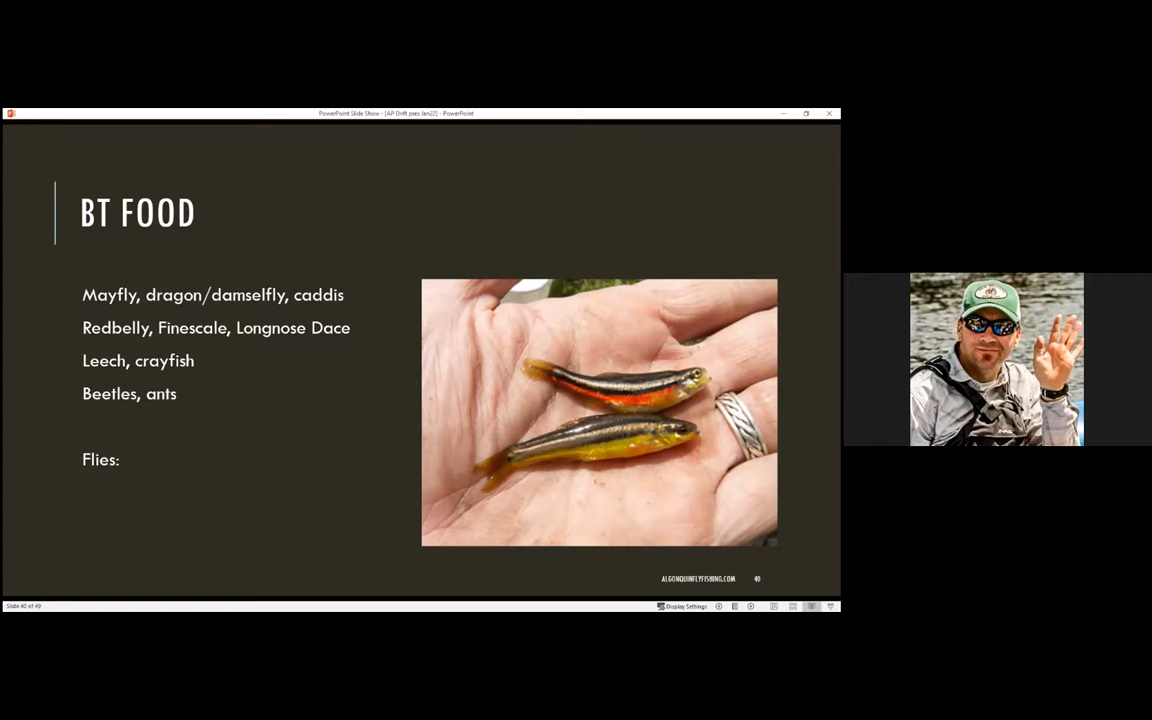 PowerPoint Slide Show - [AP Drift pres Jan22] - PowerPoint
BT FOOD
Mayfly, dragon/damselfly, caddis
Redbelly, Finescale, Longnose Dace
Leech, crayfish
Beetles, ants
Flies:
ALGONQUINFLYFISHING.COM 40
Slide 40 of 49
Display Settings